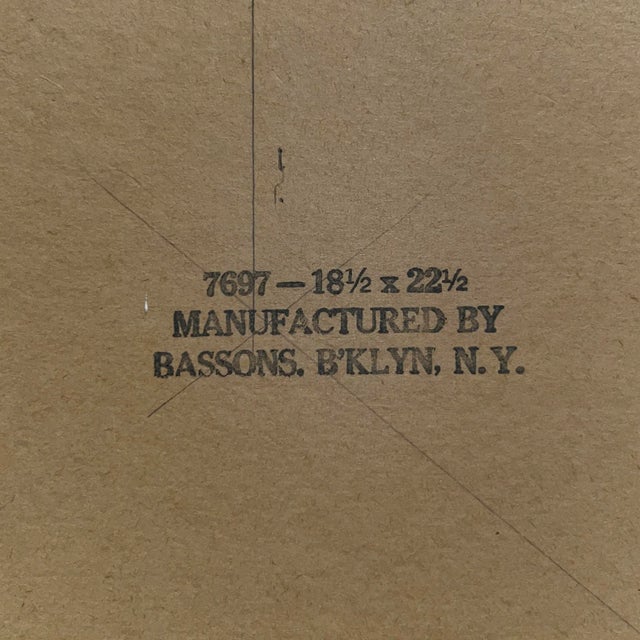 7697 — 18½ x 22½
MANUFACTURED BY
BASSONS. B'KLYN, N.Y.